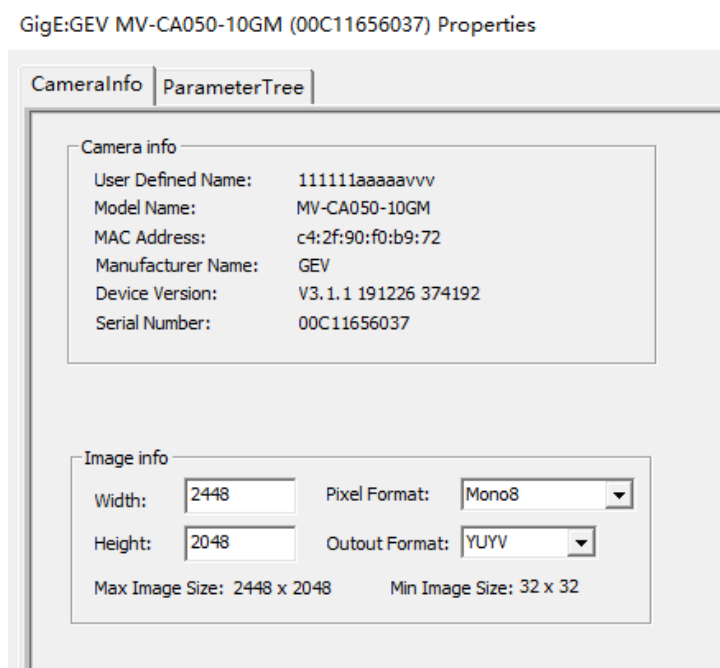 GigE:GEV MV-CA050-10GM (00C11656037) Properties
CameraInfo ParameterTree
Camera info
User Defined Name: 111111aaaaavvv
Model Name: MV-CA050-10GM
MAC Address: c4:2f:90:f0:b9:72
Manufacturer Name: GEV
Device Version: V3.1.1 191226 374192
Serial Number: 00C11656037
Image info
Width: 2448 Pixel Format: Mono8
Height: 2048 Outout Format: YUYV
Max Image Size: 2448 x 2048 Min Image Size: 32 x 32